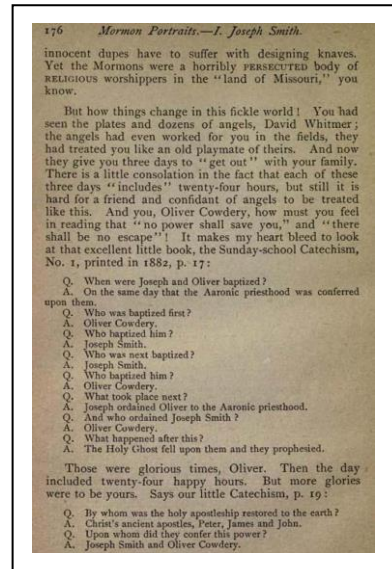 176 Mormon Portraits.—I. Joseph Smith.
innocent dupes have to suffer with designing knaves.
Yet the Mormons were a horribly PERSECUTED body of
RELIGIOUS worshippers in the “land of Missouri,” you
know.
But how things change in this fickle world! You had
seen the plates and dozens of angels, David Whitmer;
the angels had even worked for you in the fields, they
had treated you like an old playmate of theirs. And now
they give you three days to “get out” with your family.
There is a little consolation in the fact that each of these
three days “includes” twenty-four hours, but still it is
hard for a friend and confidant of angels to be treated
like this. And you, Oliver Cowdery, how must you feel
in reading that “no power shall save you,” and “there
shall be no escape”! It makes my heart bleed to look
at that excellent little book, the Sunday-school Catechism,
No. 1, printed in 1882, p. 17:
Q. When were Joseph and Oliver baptized?
A. On the same day that the Aaronic priesthood was conferred
upon them.
Q. Who was baptized first?
A. Oliver Cowdery.
Q. Who baptized him?
A. Joseph Smith.
Q. Who was next baptized?
A. Joseph Smith.
Q. Who baptized him?
A. Oliver Cowdery.
Q. What took place next?
A. Joseph ordained Oliver to the Aaronic priesthood.
Q. And who ordained Joseph Smith?
A. Oliver Cowdery.
Q. What happened after this?
A. The Holy Ghost fell upon them and they prophesied.
Those were glorious times, Oliver. Then the day
included twenty-four happy hours. But more glories
were to be yours. Says our little Catechism, p. 19:
Q. By whom was the holy apostleship restored to the earth?
A. Christ's ancient apostles, Peter, James and John.
Q. Upon whom did they confer this power?
A. Joseph Smith and Oliver Cowdery.